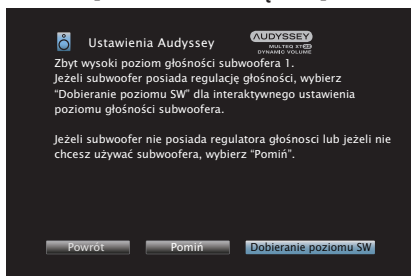 Ustawienia Audyssey
AUDYSSEY
MULTEQ XT32
DYNAMIC VOLUME
Zbyt wysoki poziom głośności subwoofera 1.
Jeżeli subwoofer posiada regulację głośności, wybierz
“Dobieranie poziomu SW” dla interaktywnego ustawienia
poziomu głośności subwoofera.
Jeżeli subwoofer nie posiada regulatora głośnosci lub jeżeli nie
chcesz używać subwoofera, wybierz “Pomiń”.
Powrót
Pomiń
Dobieranie poziomu SW